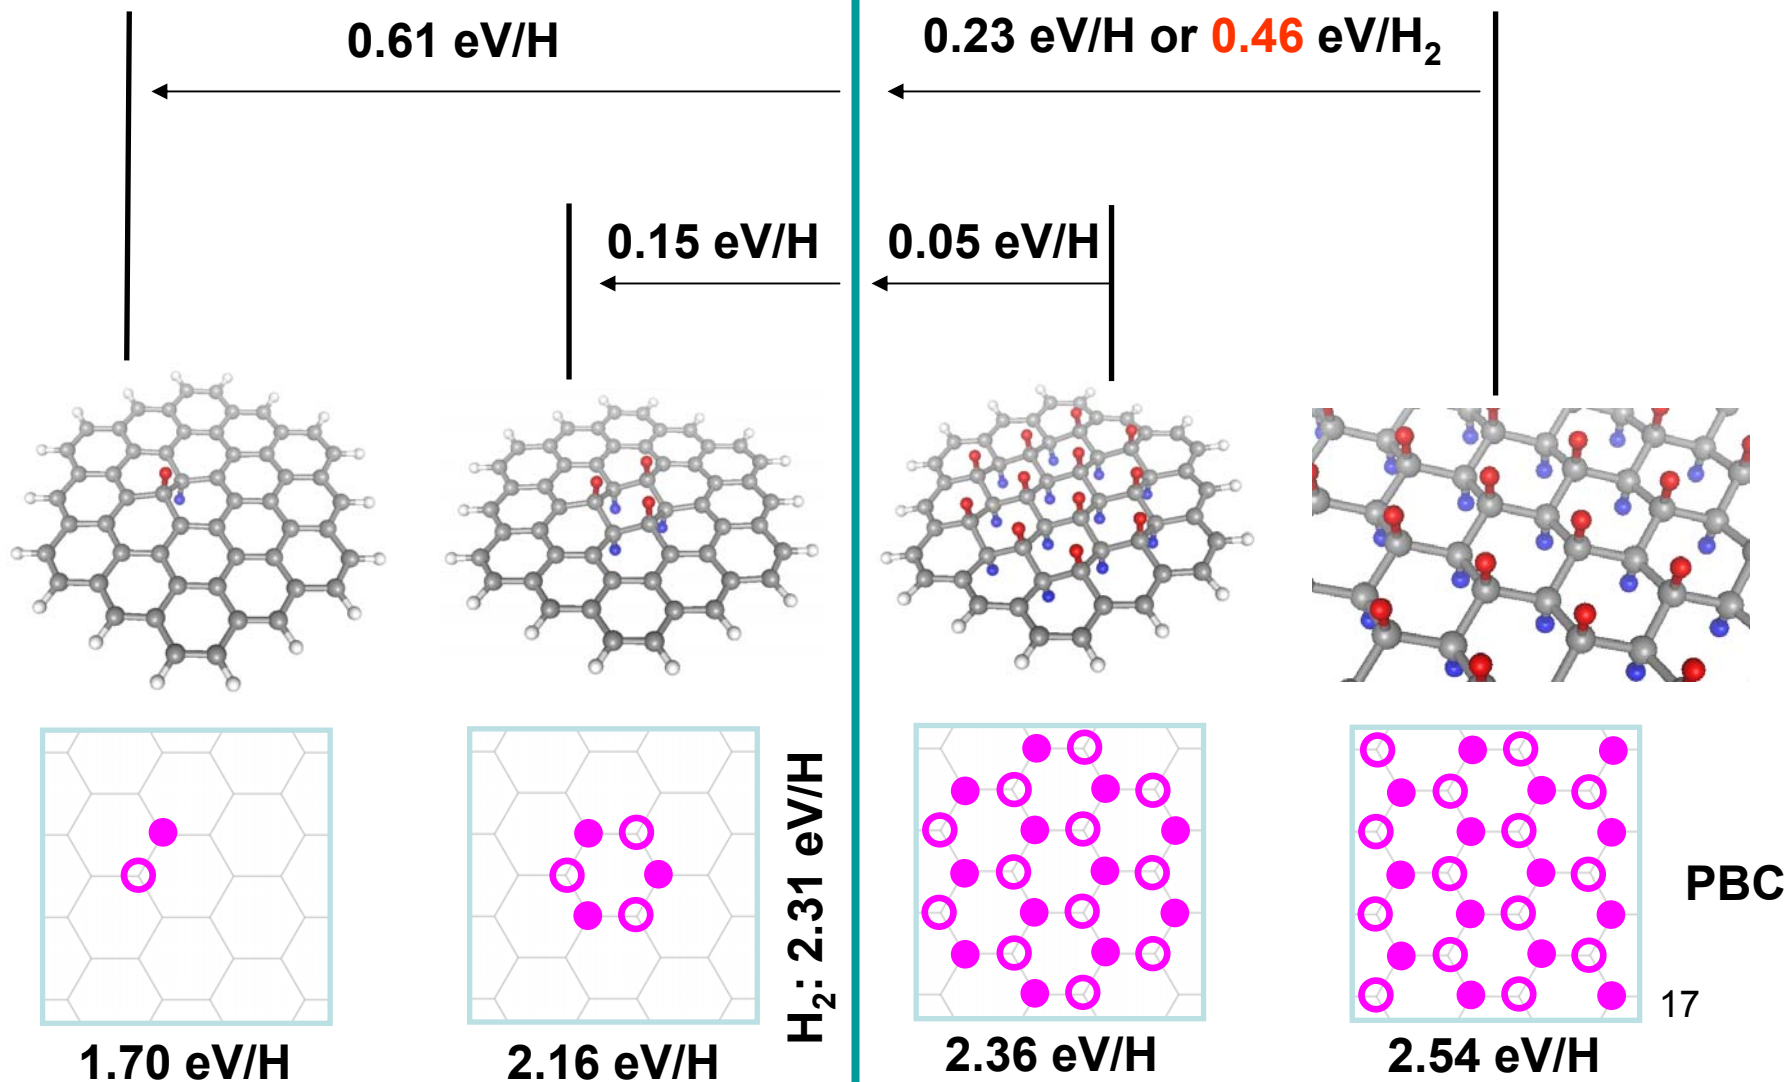 0.61 eV/H
0.23 eV/H or 0.46 eV/H₂
0.15 eV/H
0.05 eV/H
H₂: 2.31 eV/H
PBC
17
1.70 eV/H
2.16 eV/H
2.36 eV/H
2.54 eV/H